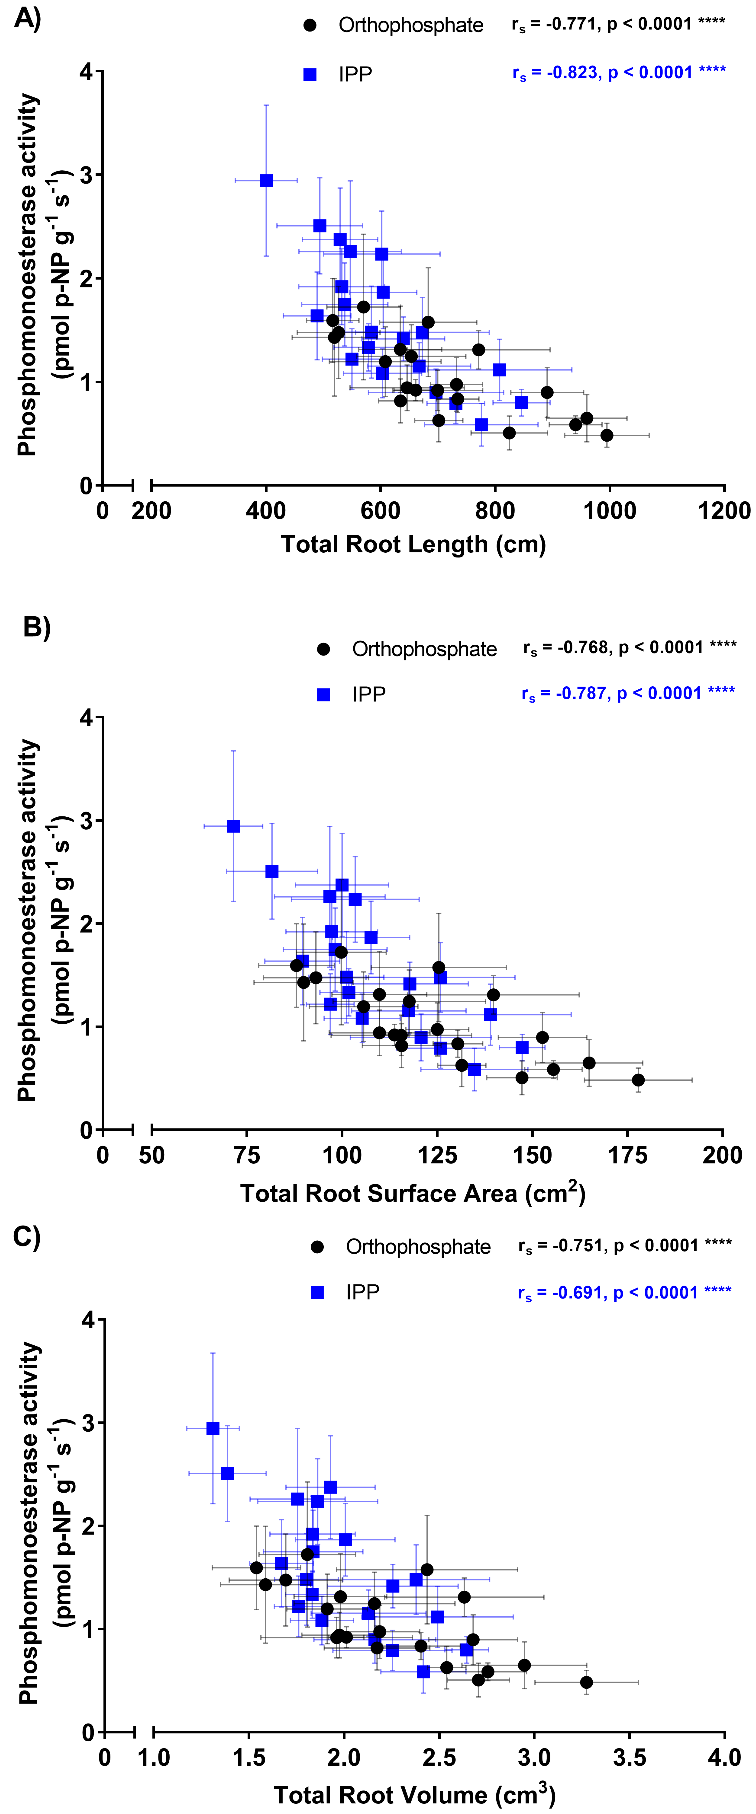 A)
Orthophosphate rₛ = -0.771, p < 0.0001 ****
IPP rₛ = -0.823, p < 0.0001 ****
Phosphomonoesterase activity
(pmol p-NP g⁻¹ s⁻¹)
4
3
2
1
0
0 200 400 600 800 1000 1200
Total Root Length (cm)
B)
Orthophosphate rₛ = -0.768, p < 0.0001 ****
IPP rₛ = -0.787, p < 0.0001 ****
Phosphomonoesterase activity
(pmol p-NP g⁻¹ s⁻¹)
4
3
2
1
0
0 50 75 100 125 150 175 200
Total Root Surface Area (cm²)
C)
Orthophosphate rₛ = -0.751, p < 0.0001 ****
IPP rₛ = -0.691, p < 0.0001 ****
Phosphomonoesterase activity
(pmol p-NP g⁻¹ s⁻¹)
4
3
2
1
0
0 1.0 1.5 2.0 2.5 3.0 3.5 4.0
Total Root Volume (cm³)